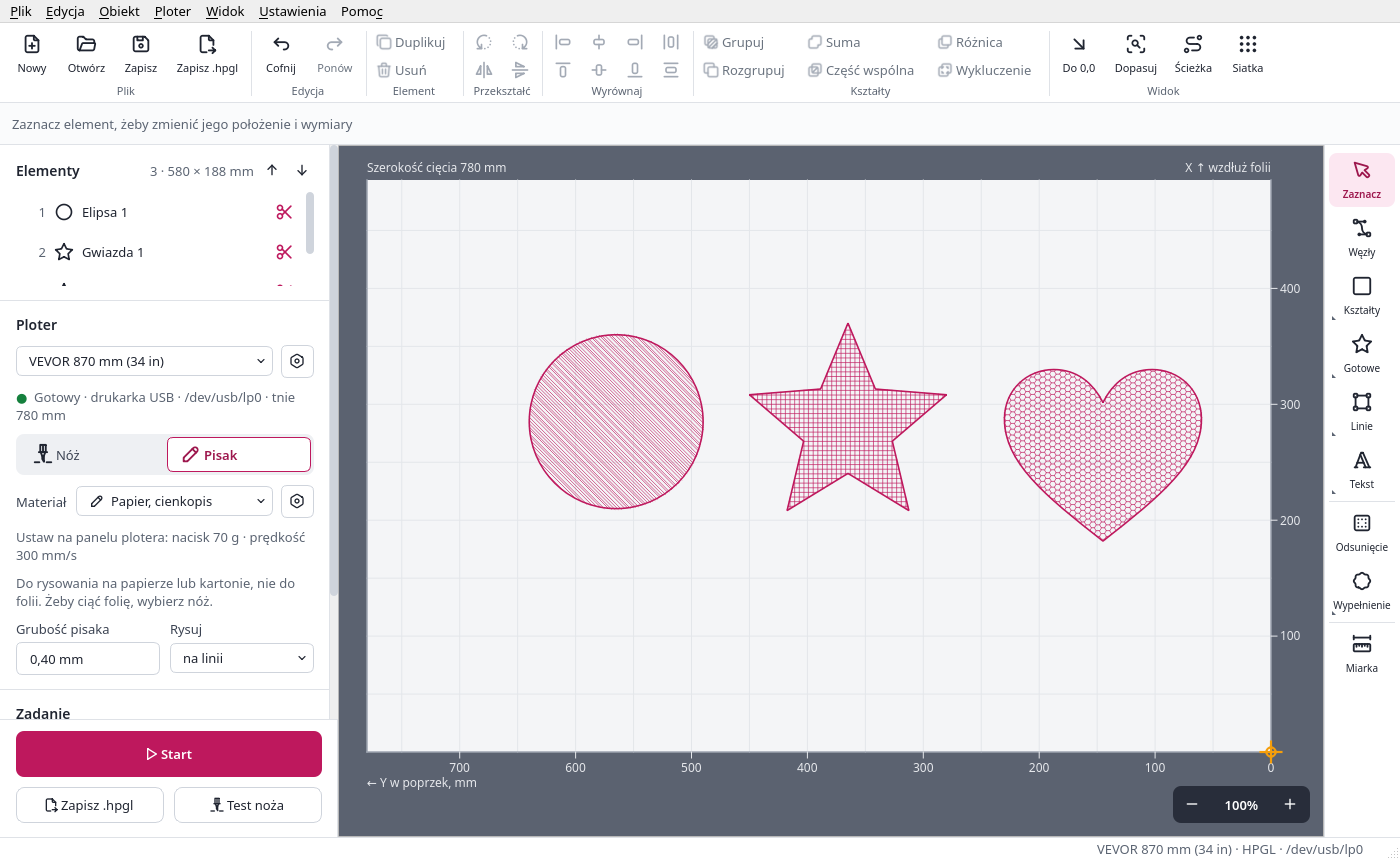 Plik Edycja Obiekt Ploter Widok Ustawienia Pomoc
Nowy Otwórz Zapisz Zapisz .hpgl
Plik
Cofnij Ponów
Edycja
Duplikuj
Usuń
Element
Przekształć
Wyrównaj
Grupuj Suma Różnica
Rozgrupuj Część wspólna Wykluczenie
Kształty
Do 0,0 Dopasuj Ścieżka Siatka
Widok
Zaznacz element, żeby zmienić jego położenie i wymiary
Elementy 3 · 580 × 188 mm
1 Elipsa 1
2 Gwiazda 1
Ploter
VEVOR 870 mm (34 in)
Gotowy · drukarka USB · /dev/usb/lp0 · tnie
780 mm
Nóż Pisak
Materiał Papier, cienkopis
Ustaw na panelu plotera: nacisk 70 g · prędkość
300 mm/s
Do rysowania na papierze lub kartonie, nie do
folii. Żeby ciąć folię, wybierz nóż.
Grubość pisaka Rysuj
0,40 mm na linii
Zadanie
Start
Zapisz .hpgl Test noża
Szerokość cięcia 780 mm X ↑ wzdłuż folii
400
300
200
100
700 600 500 400 300 200 100 0
← Y w poprzek, mm
− 100% +
Zaznacz
Węzły
Kształty
Gotowe
Linie
Tekst
Odsunięcie
Wypełnienie
Miarka
VEVOR 870 mm (34 in) · HPGL · /dev/usb/lp0